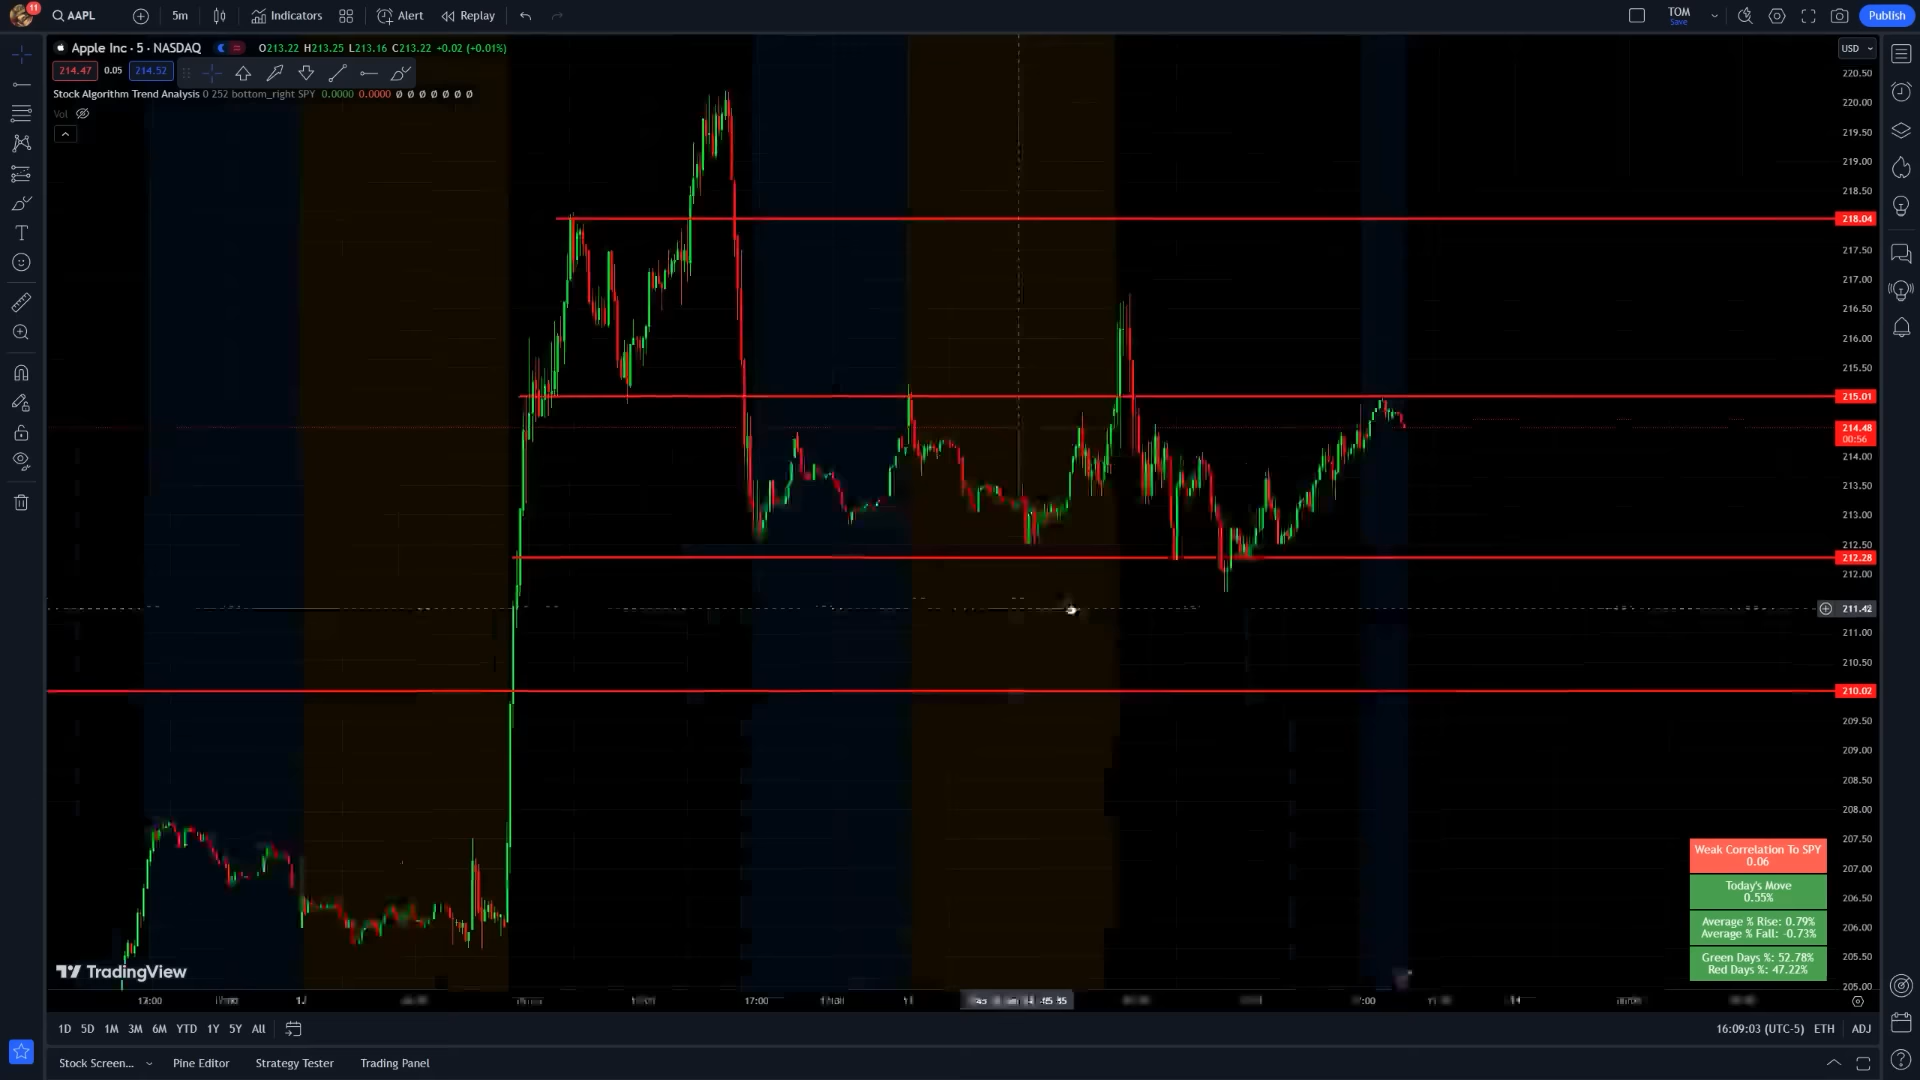 11
AAPL
5m
Indicators
Alert
Replay
TOM
Save
Publish
Apple Inc · 5 · NASDAQ
O213.22 H213.25 L213.16 C213.22 +0.02 (+0.01%)
USD
214.47 0.05 214.52
Stock Algorithm Trend Analysis 0 252 bottom_right SPY 0.0000 0.0000 Ø Ø Ø Ø Ø Ø Ø
Vol
220.50
220.00
219.50
219.00
218.50
218.04
217.50
217.00
216.50
216.00
215.50
215.01
214.48
00:56
214.00
213.50
213.00
212.50
212.28
212.00
211.42
211.00
210.50
210.02
209.50
209.00
208.50
208.00
207.50
207.00
206.50
206.00
205.50
205.00
Weak Correlation To SPY
0.06
Today's Move
0.55%
Average % Rise: 0.79%
Average % Fall: -0.73%
Green Days %: 52.78%
Red Days %: 47.22%
TradingView
17:00
1D 5D 1M 3M 6M YTD 1Y 5Y All
16:09:03 (UTC-5) ETH ADJ
Stock Screen... Pine Editor Strategy Tester Trading Panel